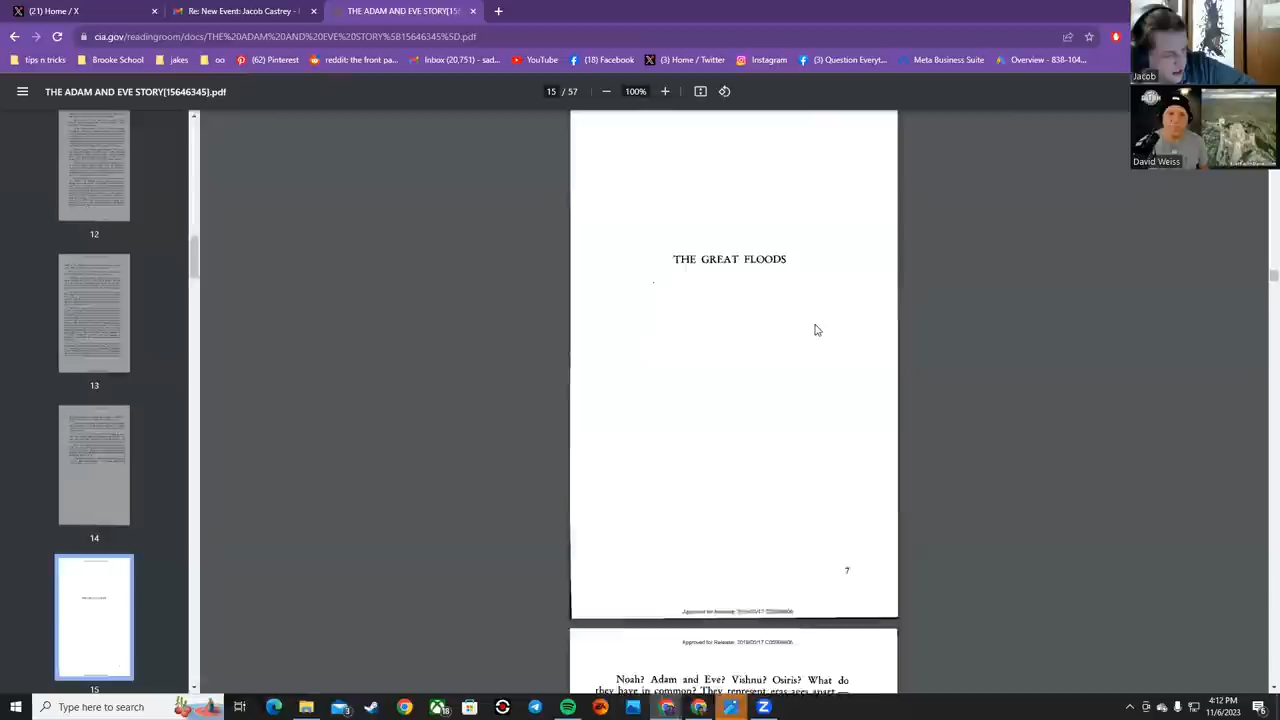 (21) Home / X
Re: New Event: Jacob Castrey -
THE ADAM AND EVE STORY[15
cia.gov/readingroom/docs/THE%20ADAM%20AND%20EVE%20STORY%5B15646345%5D.pdf
Tips n tricks
Brooke School
jakes
oo
(62) Pinterest
reddit: the front pa...
Inbox (20,751) - sad...
YouTube
(18) Facebook
(3) Home / Twitter
Instagram
(3) Question Everyt...
Meta Business Suite
Overview - 838-104...
THE ADAM AND EVE STORY[15646345].pdf
15 / 57
100%
Jacob
David Weiss
12
13
14
15
THE GREAT FLOODS
7
Approved for Release: 2013/05/17
Noah? Adam and Eve? Vishnu? Osiris? What do
they have in common? They represent eras ages apart —
Type here to search
18
4:12 PM
11/6/2023
6